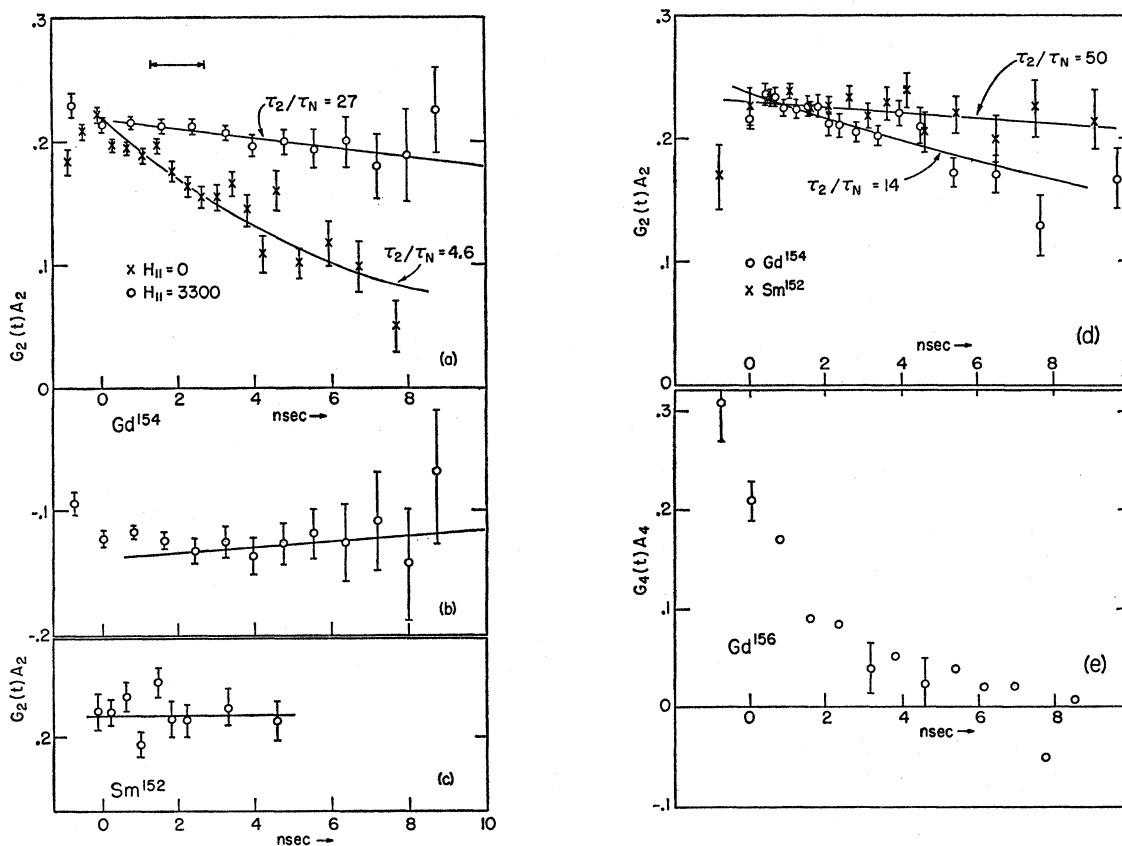 .3
.2
.1
0
G₂(t)A₂
τ₂/τN = 27
τ₂/τN = 4.6
× H₁₁ = 0
○ H₁₁ = 3300
(a)
0 2 4 6 8
nsec →
Gd¹⁵⁴
-.1
-.2
(b)
G₂(t)A₂
.2
Sm¹⁵²
(c)
0 2 4 6 8 10
nsec →
.3
.2
.1
0
G₂(t)A₂
τ₂/τN = 50
τ₂/τN = 14
○ Gd¹⁵⁴
× Sm¹⁵²
(d)
nsec →
0 2 4 6 8
.3
.2
.1
0
-.1
G₄(t)A₄
Gd¹⁵⁶
(e)
0 2 4 6 8
nsec →